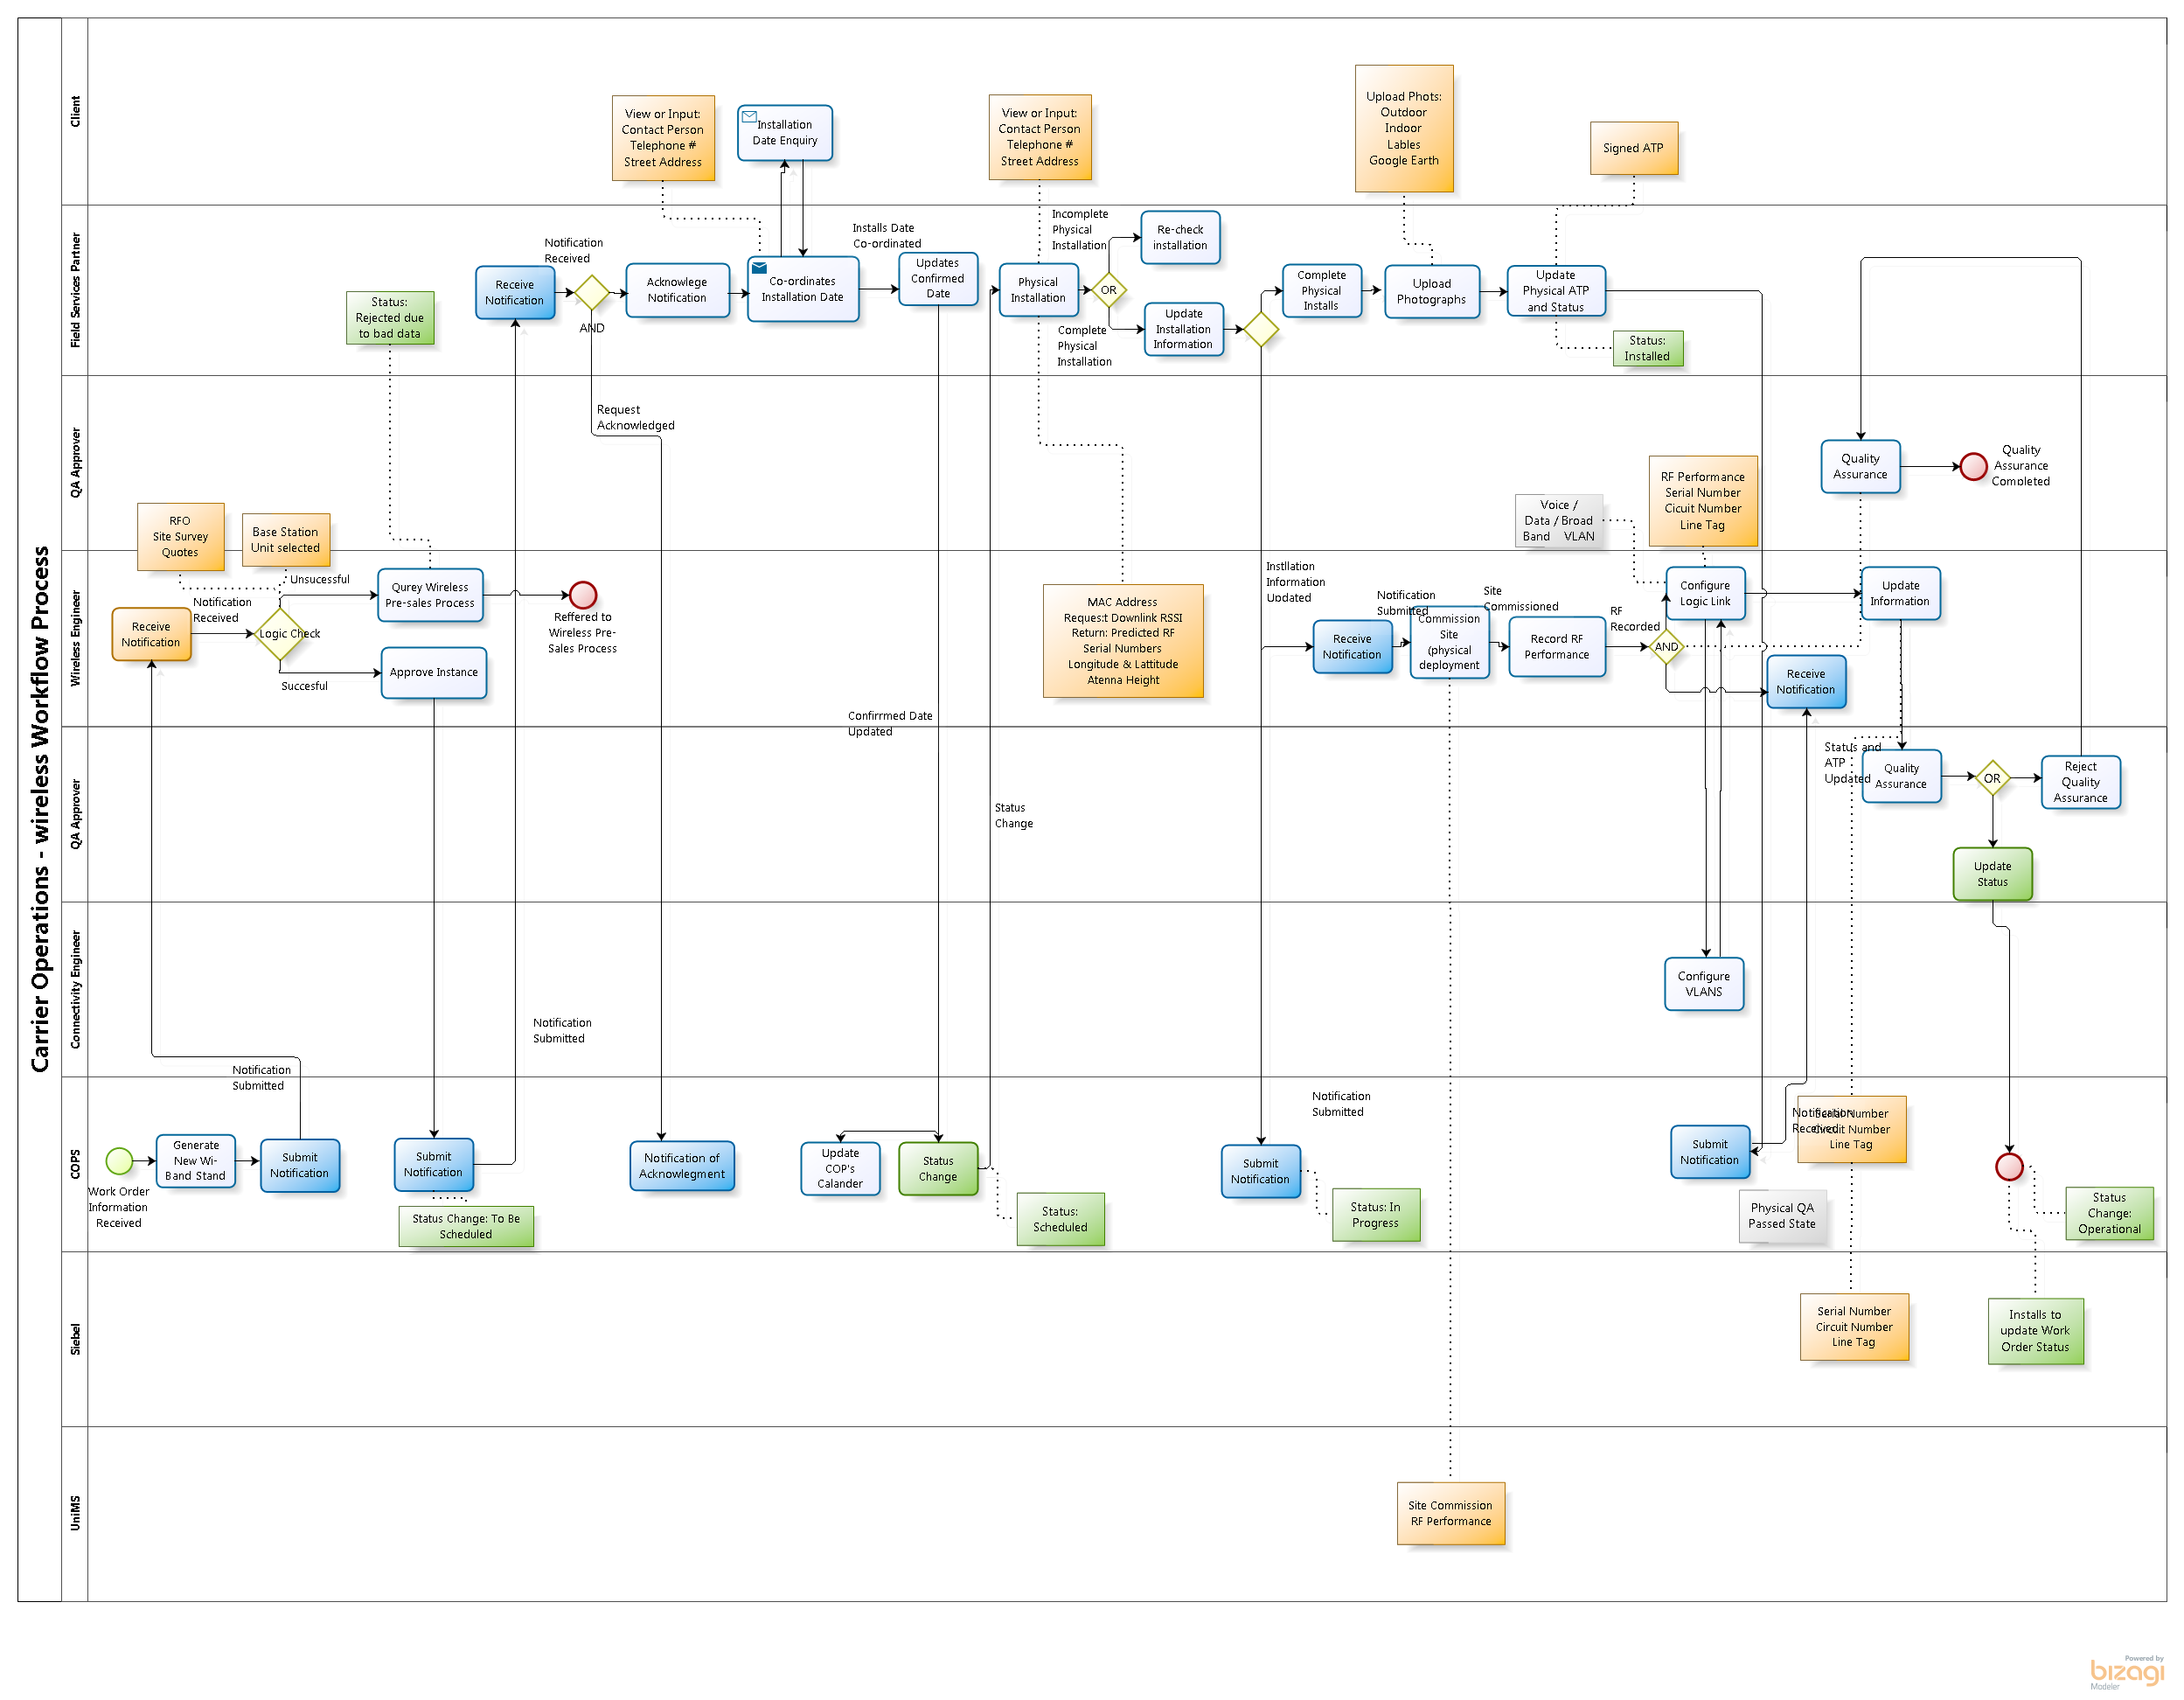 Carrier Operations - wireless Workflow Process
Client
View or Input:
Contact Person
Telephone #
Street Address
Installation
Date Enquiry
View or Input:
Contact Person
Telephone #
Street Address
Upload Phots:
Outdoor
Indoor
Lables
Google Earth
Signed ATP
Field Services Partner
Status:
Rejected due
to bad data
Receive
Notification
Notification
Received
AND
Acknowlege
Notification
Co-ordinates
Installation Date
Installs Date
Co-ordinated
Updates
Confirmed
Date
Physical
Installation
Incomplete
Physical
Installation
OR
Re-check
installation
Complete
Physical
Installation
Update
Installation
Information
Complete
Physical
Installs
Upload
Photographs
Update
Physical ATP
and Status
Status:
Installed
QA Approver
Request
Acknowledged
Quality
Assurance
Quality
Assurance
Completed
RFO
Site Survey
Quotes
Base Station
Unit selected
Voice /
Data / Broad
Band VLAN
RF Performance
Serial Number
Cicuit Number
Line Tag
Wireless Engineer
Receive
Notification
Notification
Received
Logic Check
Unsucessful
Succesful
Qurey Wireless
Pre-sales Process
Approve Instance
Reffered to
Wireless Pre-
Sales Process
MAC Address
Reques:t Downlink RSSI
Return: Predicted RF
Serial Numbers
Longitude & Lattitude
Atenna Height
Instllation
Information
Updated
Receive
Notification
Notification
Submitted
Commission
Site
(physical
deployment
Site
Commissioned
Record RF
Performance
RF
Recorded
AND
Configure
Logic Link
Receive
Notification
Update
Information
QA Approver
Confirrmed Date
Updated
Status
Change
Status and
ATP
Updated
Quality
Assurance
OR
Reject
Quality
Assurance
Update
Status
Connectivity Engineer
Notification
Submitted
Notification
Submitted
Configure
VLANS
COPS
Work Order
Information
Received
Generate
New Wi-
Band Stand
Submit
Notification
Submit
Notification
Status Change: To Be
Scheduled
Notification of
Acknowlegment
Update
COP's
Calander
Status
Change
Status:
Scheduled
Submit
Notification
Notification
Submitted
Status: In
Progress
Submit
Notification
Notification
Received
Serial Number
Circuit Number
Line Tag
Physical QA
Passed State
Status
Change:
Operational
Siebel
Serial Number
Circuit Number
Line Tag
Installs to
update Work
Order Status
UniMS
Site Commission
RF Performance
Powered by
bizagi
Modeler